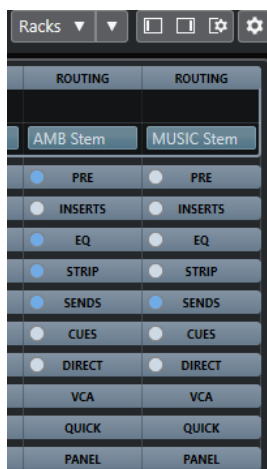 Racks
ROUTING ROUTING
AMB Stem MUSIC Stem
PRE PRE
INSERTS INSERTS
EQ EQ
STRIP STRIP
SENDS SENDS
CUES CUES
DIRECT DIRECT
VCA VCA
QUICK QUICK
PANEL PANEL